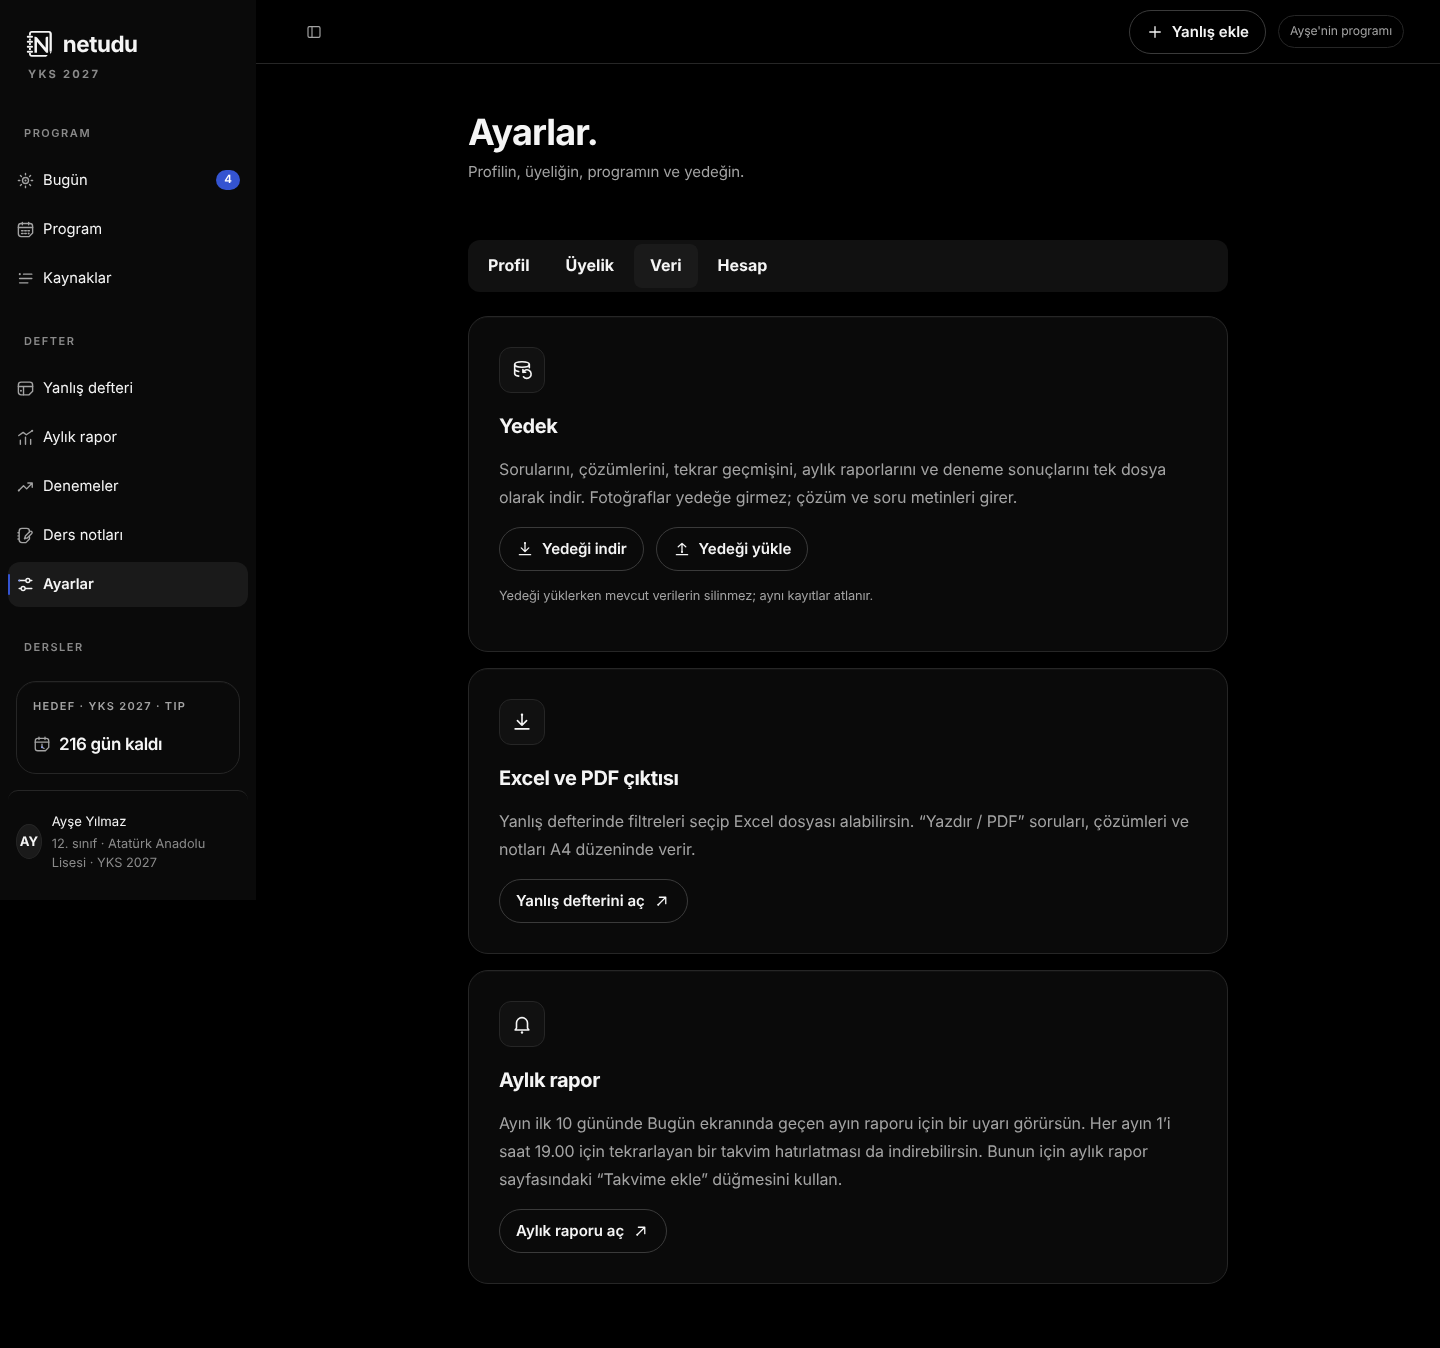 netudu
YKS 2027
PROGRAM
Bugün
4
Program
Kaynaklar
DEFTER
Yanlış defteri
Aylık rapor
Denemeler
Ders notları
Ayarlar
DERSLER
HEDEF · YKS 2027 · TIP
216 gün kaldı
AY
Ayşe Yılmaz
12. sınıf · Atatürk Anadolu
Lisesi · YKS 2027
Yanlış ekle
Ayşe'nin programı
Ayarlar.
Profilin, üyeliğin, programın ve yedeğin.
Profil
Üyelik
Veri
Hesap
Yedek
Sorularını, çözümlerini, tekrar geçmişini, aylık raporlarını ve deneme sonuçlarını tek dosya
olarak indir. Fotoğraflar yedeğe girmez; çözüm ve soru metinleri girer.
Yedeği indir
Yedeği yükle
Yedeği yüklerken mevcut verilerin silinmez; aynı kayıtlar atlanır.
Excel ve PDF çıktısı
Yanlış defterinde filtreleri seçip Excel dosyası alabilirsin. “Yazdır / PDF” soruları, çözümleri ve
notları A4 düzeninde verir.
Yanlış defterini aç
Aylık rapor
Ayın ilk 10 gününde Bugün ekranında geçen ayın raporu için bir uyarı görürsün. Her ayın 1’i
saat 19.00 için tekrarlayan bir takvim hatırlatması da indirebilirsin. Bunun için aylık rapor
sayfasındaki “Takvime ekle” düğmesini kullan.
Aylık raporu aç